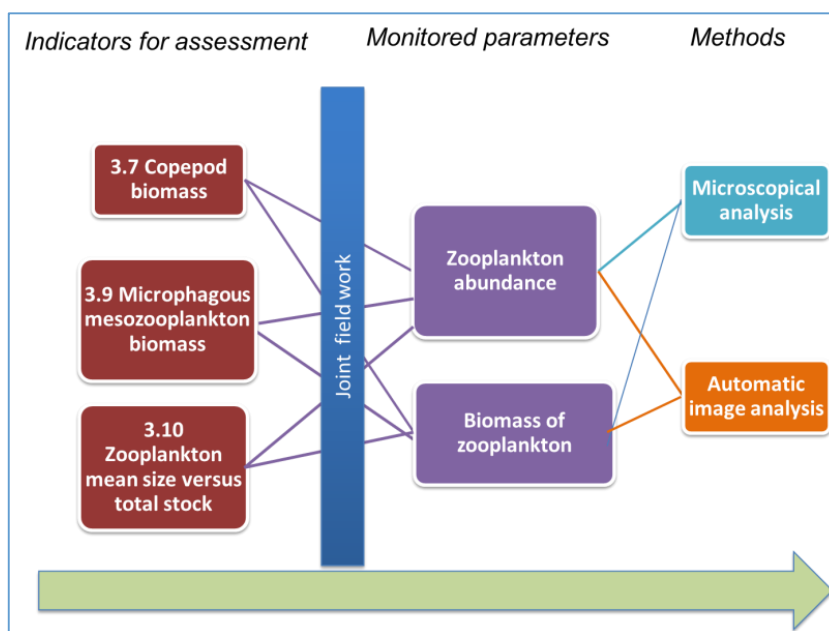 Indicators for assessment
Monitored parameters
Methods
3.7 Copepod
biomass
3.9 Microphagous
mesozooplankton
biomass
3.10
Zooplankton
mean size versus
total stock
Joint field work
Zooplankton
abundance
Biomass of
zooplankton
Microscopical
analysis
Automatic
image analysis